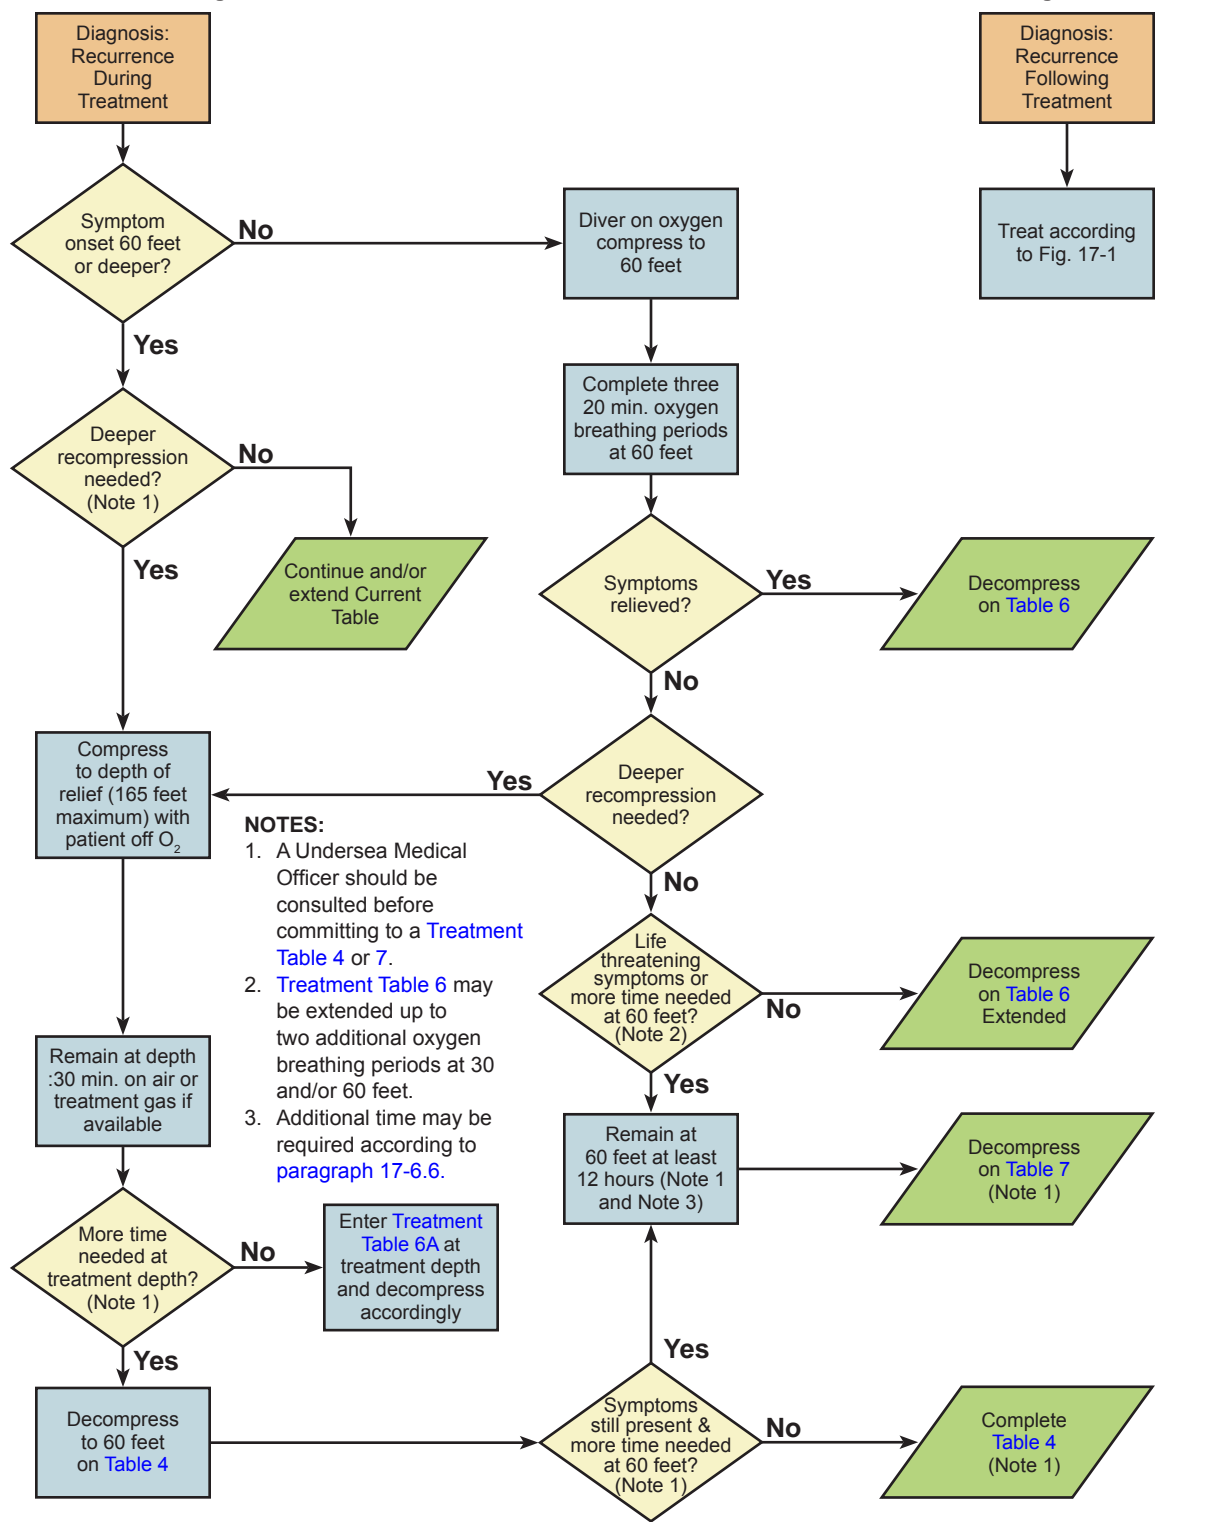 Diagnosis:
Recurrence
During
Treatment
Diagnosis:
Recurrence
Following
Treatment
Symptom
onset 60 feet
or deeper?
No
Yes
Diver on oxygen
compress to
60 feet
Treat according
to Fig. 17-1
Deeper
recompression
needed?
(Note 1)
No
Yes
Complete three
20 min. oxygen
breathing periods
at 60 feet
Continue and/or
extend Current
Table
Symptoms
relieved?
Yes
No
Decompress
on Table 6
Compress
to depth of
relief (165 feet
maximum) with
patient off O2
Deeper
recompression
needed?
Yes
No
NOTES:
1. A Undersea Medical
Officer should be
consulted before
committing to a Treatment
Table 4 or 7.
2. Treatment Table 6 may
be extended up to
two additional oxygen
breathing periods at 30
and/or 60 feet.
3. Additional time may be
required according to
paragraph 17-6.6.
Life
threatening
symptoms or
more time needed
at 60 feet?
(Note 2)
No
Yes
Decompress
on Table 6
Extended
Remain at depth
:30 min. on air or
treatment gas if
available
Remain at
60 feet at least
12 hours (Note 1
and Note 3)
Decompress
on Table 7
(Note 1)
More time
needed at
treatment depth?
(Note 1)
No
Yes
Enter Treatment
Table 6A at
treatment depth
and decompress
accordingly
Decompress
to 60 feet
on Table 4
Yes
Symptoms
still present &
more time needed
at 60 feet?
(Note 1)
No
Complete
Table 4
(Note 1)